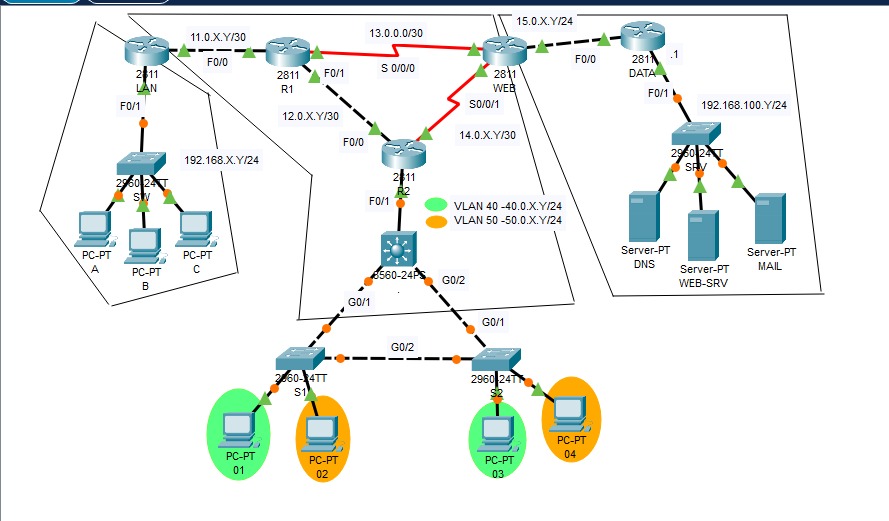 15.0.X.Y/24
11.0.X.Y/30
13.0.0.0/30
2811
LAN
F0/0
2811
R1
F0/1
S 0/0/0
2811
WEB
F0/0
2811
DATA
.1
F0/1
12.0.X.Y/30
S0/0/1
F0/1
192.168.100.Y/24
F0/0
14.0.X.Y/30
192.168.X.Y/24
2960-24TT
SW
2811
R2
2960-24TT
SRV
F0/1
VLAN 40 -40.0.X.Y/24
VLAN 50 -50.0.X.Y/24
PC-PT
A
PC-PT
B
PC-PT
C
3560-24PS
Server-PT
DNS
Server-PT
WEB-SRV
Server-PT
MAIL
G0/2
G0/1
G0/1
G0/2
2960-24TT
S1
2960-24TT
S2
PC-PT
01
PC-PT
02
PC-PT
03
PC-PT
04